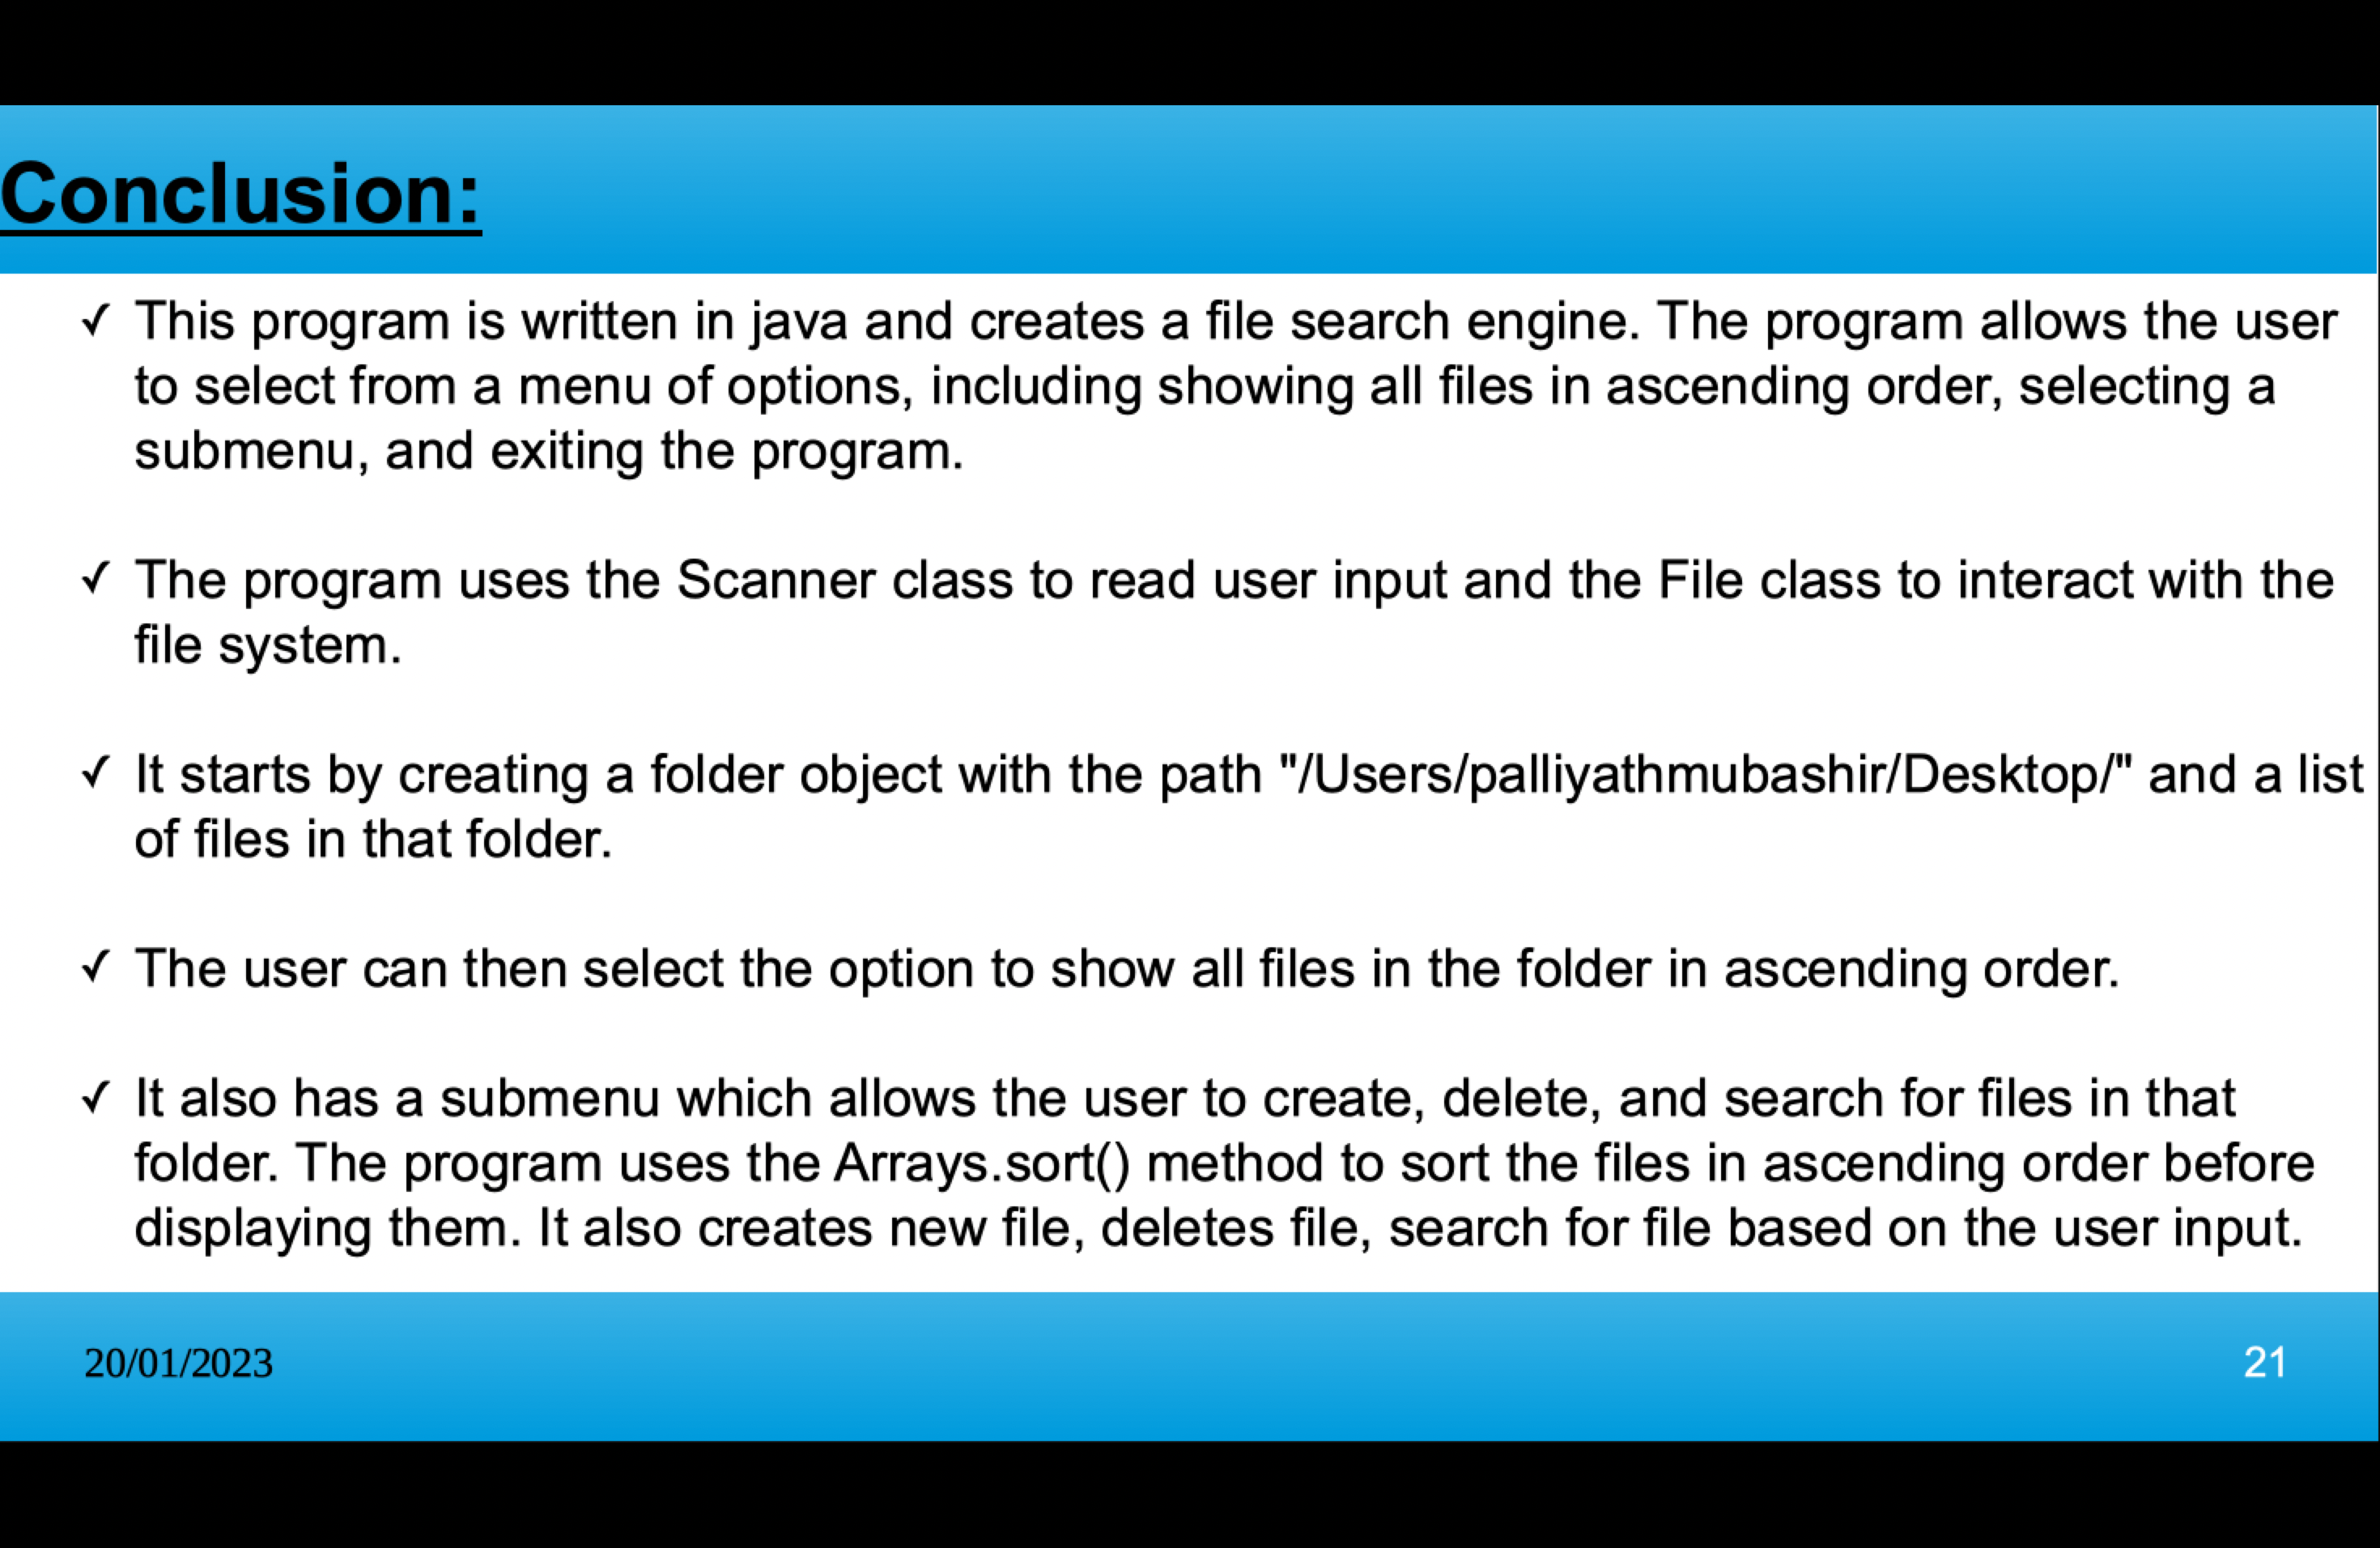 Conclusion:
✓ This program is written in java and creates a file search engine. The program allows the user
to select from a menu of options, including showing all files in ascending order, selecting a
submenu, and exiting the program.
✓ The program uses the Scanner class to read user input and the File class to interact with the
file system.
✓ It starts by creating a folder object with the path "/Users/palliyathmubashir/Desktop/" and a list
of files in that folder.
✓ The user can then select the option to show all files in the folder in ascending order.
✓ It also has a submenu which allows the user to create, delete, and search for files in that
folder. The program uses the Arrays.sort() method to sort the files in ascending order before
displaying them. It also creates new file, deletes file, search for file based on the user input.
20/01/2023
21